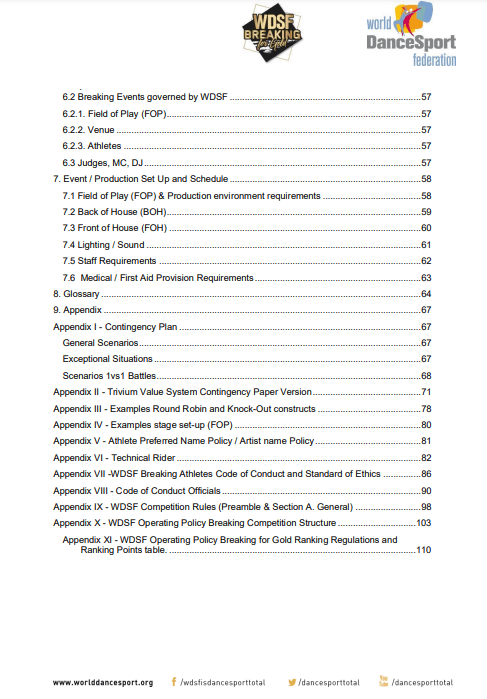 WDSF
BREAKING
for Gold
world
DanceSport
federation
6.2 Breaking Events governed by WDSF ........57
6.2.1. Field of Play (FOP)........57
6.2.2. Venue ........57
6.2.3. Athletes ........57
6.3 Judges, MC, DJ........57
7. Event / Production Set Up and Schedule ........58
7.1 Field of Play (FOP) & Production environment requirements ........58
7.2 Back of House (BOH)........59
7.3 Front of House (FOH) ........60
7.4 Lighting / Sound ........61
7.5 Staff Requirements ........62
7.6 Medical / First Aid Provision Requirements........63
8. Glossary ........64
9. Appendix ........67
Appendix I - Contingency Plan ........67
General Scenarios........67
Exceptional Situations ........67
Scenarios 1vs1 Battles........68
Appendix II - Trivium Value System Contingency Paper Version........71
Appendix III - Examples Round Robin and Knock-Out constructs ........78
Appendix IV - Examples stage set-up (FOP) ........80
Appendix V - Athlete Preferred Name Policy / Artist name Policy........81
Appendix VI - Technical Rider ........82
Appendix VII -WDSF Breaking Athletes Code of Conduct and Standard of Ethics ........86
Appendix VIII - Code of Conduct Officials ........90
Appendix IX - WDSF Competition Rules (Preamble & Section A. General) ........98
Appendix X - WDSF Operating Policy Breaking Competition Structure ........103
Appendix XI - WDSF Operating Policy Breaking for Gold Ranking Regulations and
Ranking Points table. ........110
www.worlddancesport.org f /wdsfisdancesporttotal /dancesporttotal You Tube /dancesporttotal